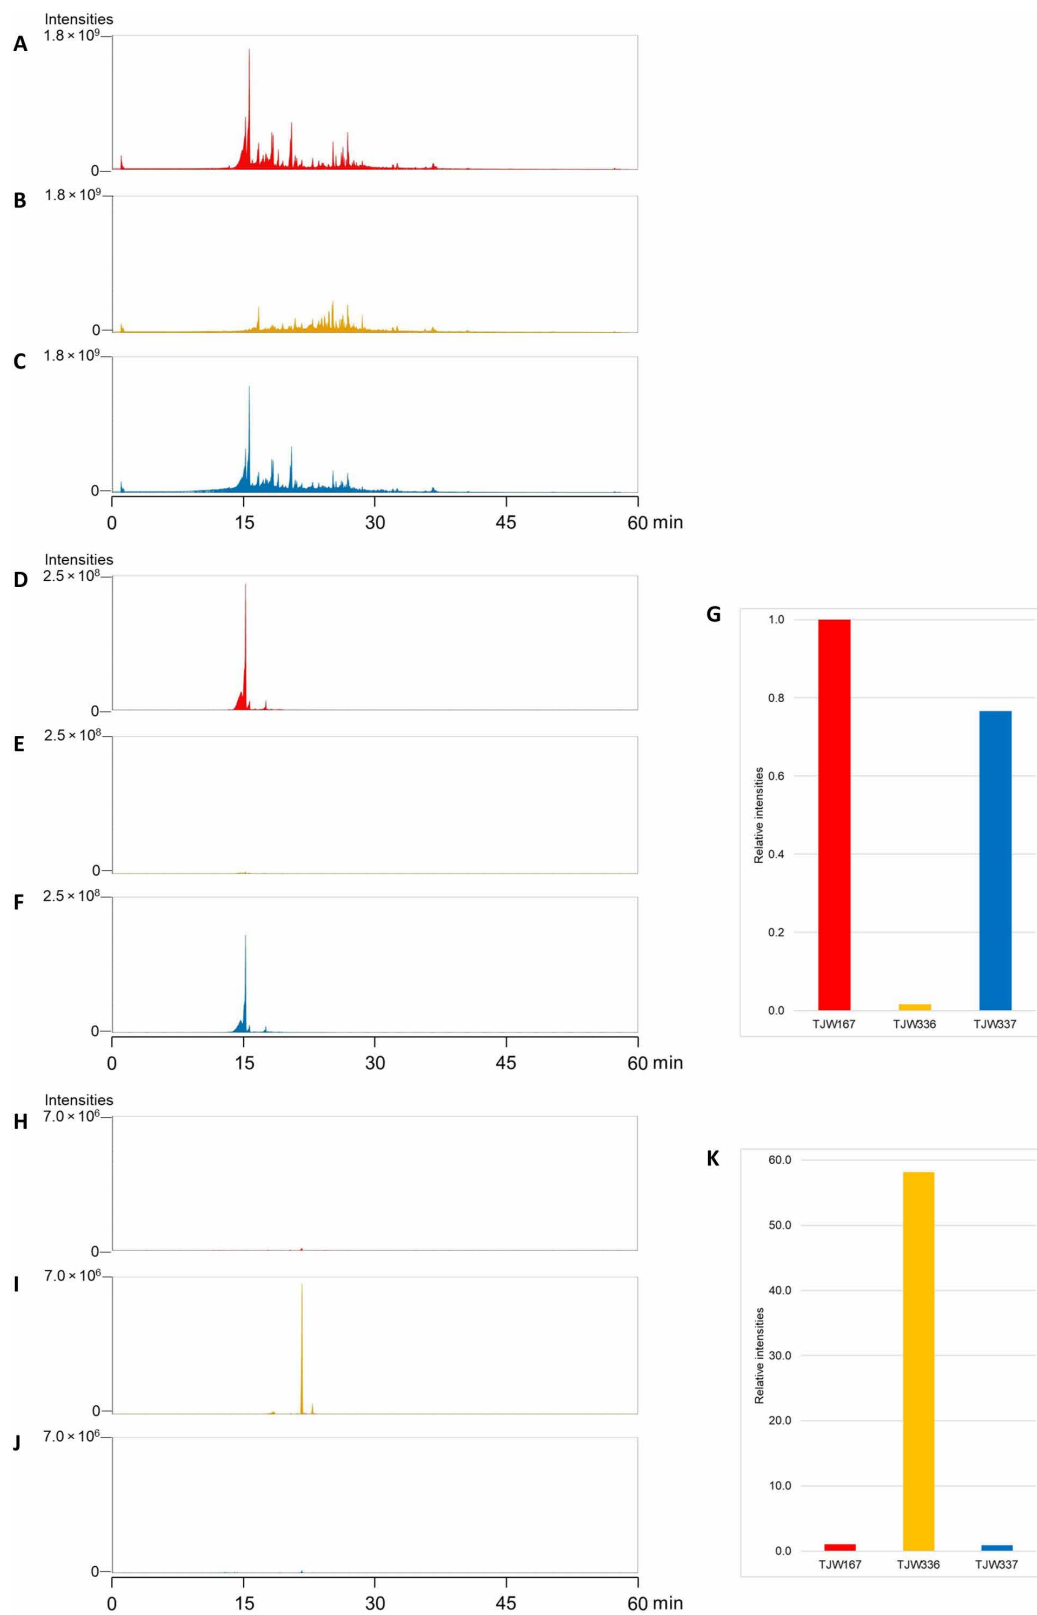 Intensities
A
1.8 × 10⁹
0
B
1.8 × 10⁹
0
C
1.8 × 10⁹
0
0 15 30 45 60 min
Intensities
D
2.5 × 10⁸
0
E
2.5 × 10⁸
0
F
2.5 × 10⁸
0
0 15 30 45 60 min
G
1.0
0.8
0.6
0.4
0.2
0.0
Relative intensities
TJW167 TJW336 TJW337
Intensities
H
7.0 × 10⁶
0
I
7.0 × 10⁶
0
J
7.0 × 10⁶
0
0 15 30 45 60 min
K
60.0
50.0
40.0
30.0
20.0
10.0
0.0
Relative intensities
TJW167 TJW336 TJW337